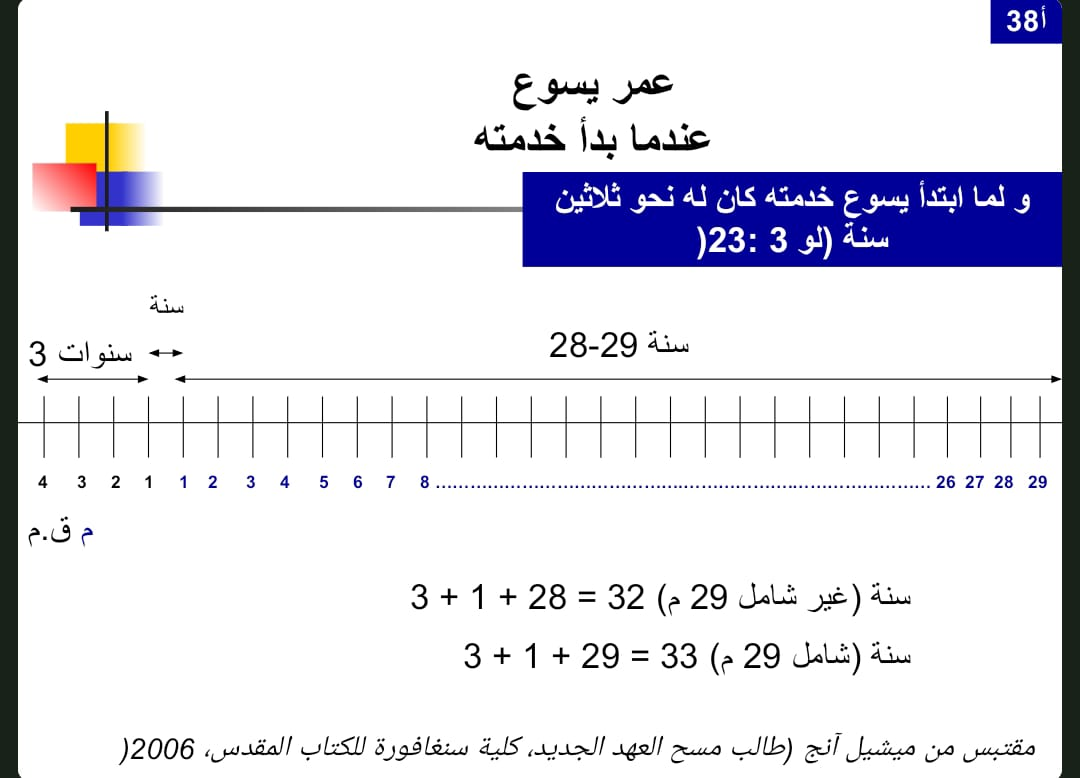 أ38
عمر يسوع
عندما بدأ خدمته
و لما ابتدأ يسوع خدمته كان له نحو ثلاثين
سنة (لو 3 :23(
سنة
3 سنوات
28-29 سنة
4 3 2 1 1 2 3 4 5 6 7 8 ........................ 26 27 28 29
ق.م م
3 + 1 + 28 = 32 سنة (غير شامل 29 م)
3 + 1 + 29 = 33 سنة (شامل 29 م)
مقتبس من ميشيل آنج (طالب مسح العهد الجديد، كلية سنغافورة للكتاب المقدس، 2006(